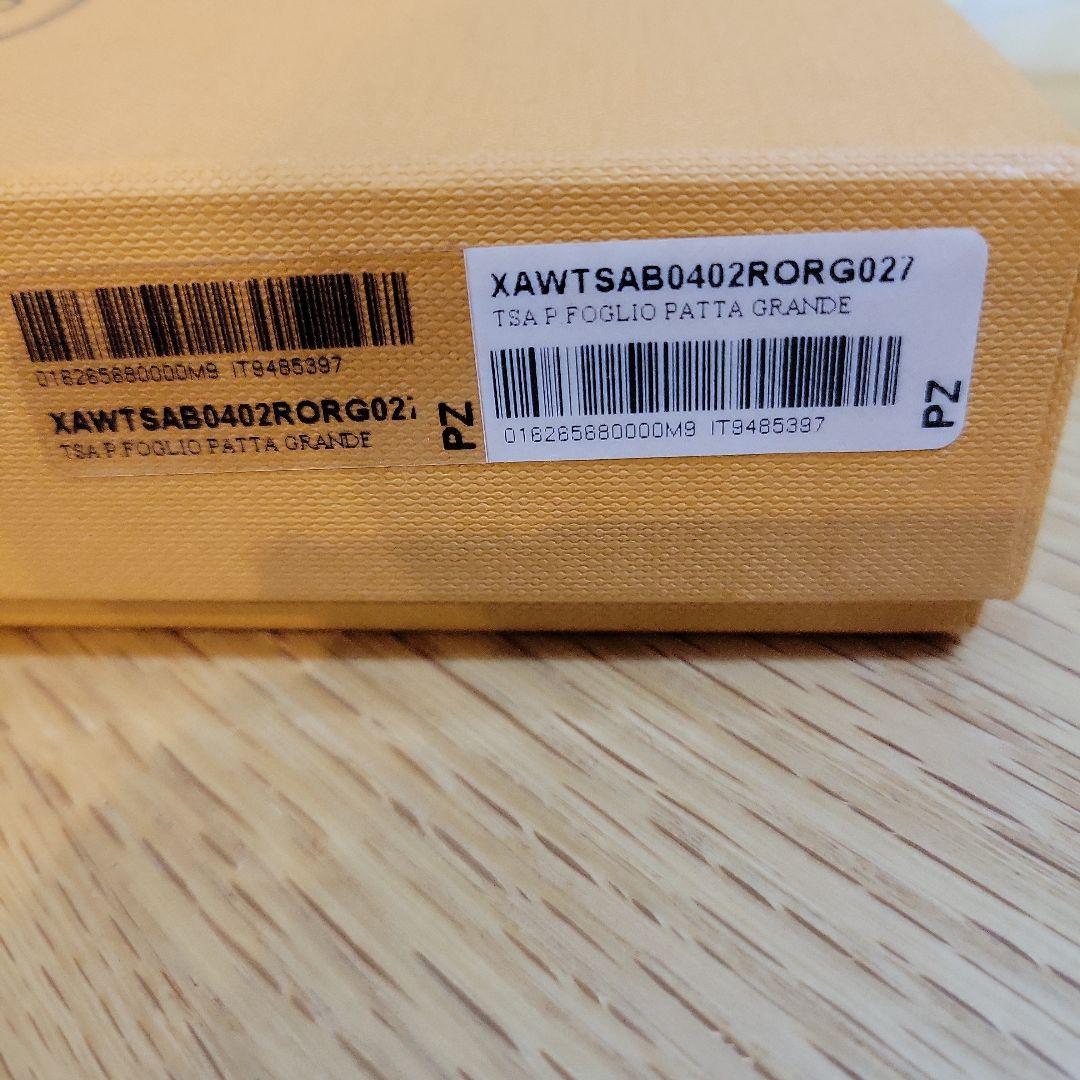 016265680000M9 IT9485397
XAWTSAB0402RORG027
TSA P FOGLIO PATTA GRANDE
PZ
XAWTSAB0402RORG027
TSA P FOGLIO PATTA GRANDE
016265680000M9 IT9485397
PZ